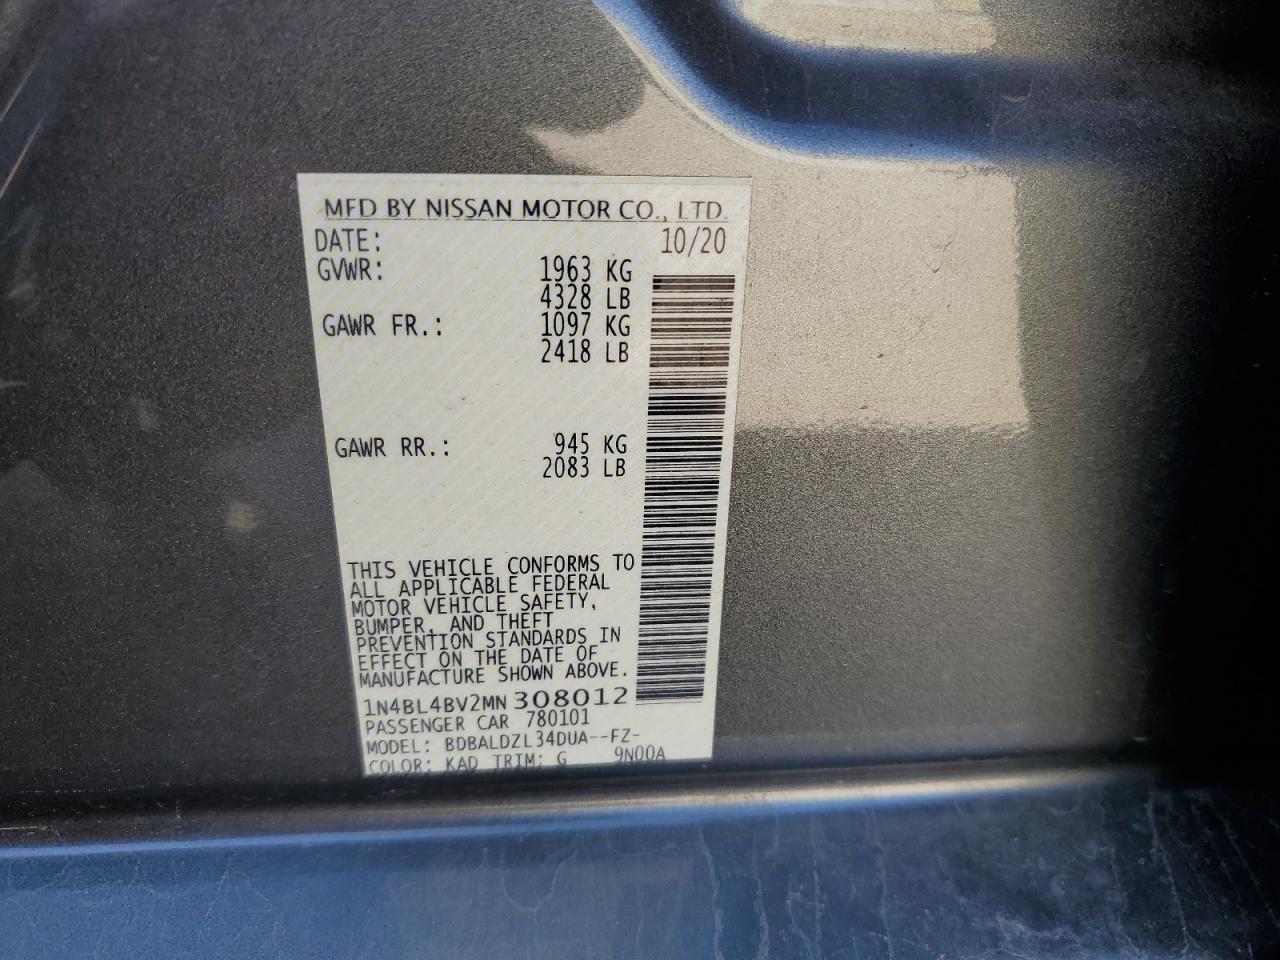 MFD BY NISSAN MOTOR CO., LTD.
DATE: 10/20
GVWR: 1963 KG
4328 LB
GAWR FR.: 1097 KG
2418 LB
GAWR RR.: 945 KG
2083 LB
THIS VEHICLE CONFORMS TO
ALL APPLICABLE FEDERAL
MOTOR VEHICLE SAFETY,
BUMPER, AND THEFT
PREVENTION STANDARDS IN
EFFECT ON THE DATE OF
MANUFACTURE SHOWN ABOVE.
1N4BL4BV2MN308012
PASSENGER CAR 780101
MODEL: BDBALDZL34DUA--FZ-
COLOR: KAD TRIM: G 9N00A